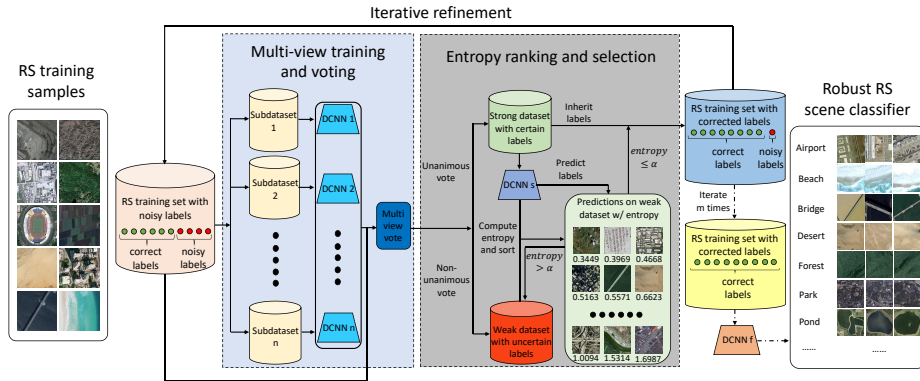 Iterative refinement
RS training
samples
Multi-view training
and voting
Entropy ranking and selection
Robust RS
scene classifier
Subdataset
1
DCNN 1
Subdataset
2
DCNN 2
Subdataset
n
DCNN n
RS training set with
noisy labels
correct
labels
noisy
labels
Multi
view
vote
Unanimous
vote
Non-
unanimous
vote
Strong dataset
with certain
labels
Inherit
labels
DCNN s
Predict
labels
entropy
≤ α
Compute
entropy
and sort
entropy
> α
Weak dataset
with uncertain
labels
Predictions on weak
dataset w/ entropy
0.3449 0.3969 0.4668
0.5163 0.5571 0.6623
1.0094 1.5314 1.6987
RS training set with
corrected labels
correct
labels
noisy
labels
Iterate
m times
RS training set with
corrected labels
correct
labels
DCNN f
Airport
Beach
Bridge
Desert
Forest
Park
Pond
......
......